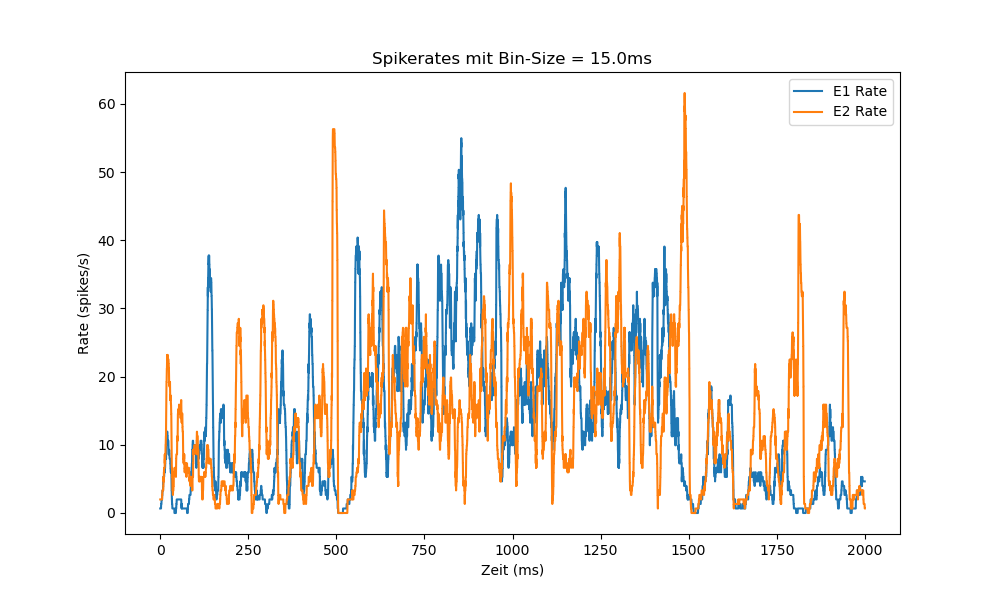 Spikerates mit Bin-Size = 15.0ms
E1 Rate
E2 Rate
Rate (spikes/s)
60
50
40
30
20
10
0
0 250 500 750 1000 1250 1500 1750 2000
Zeit (ms)